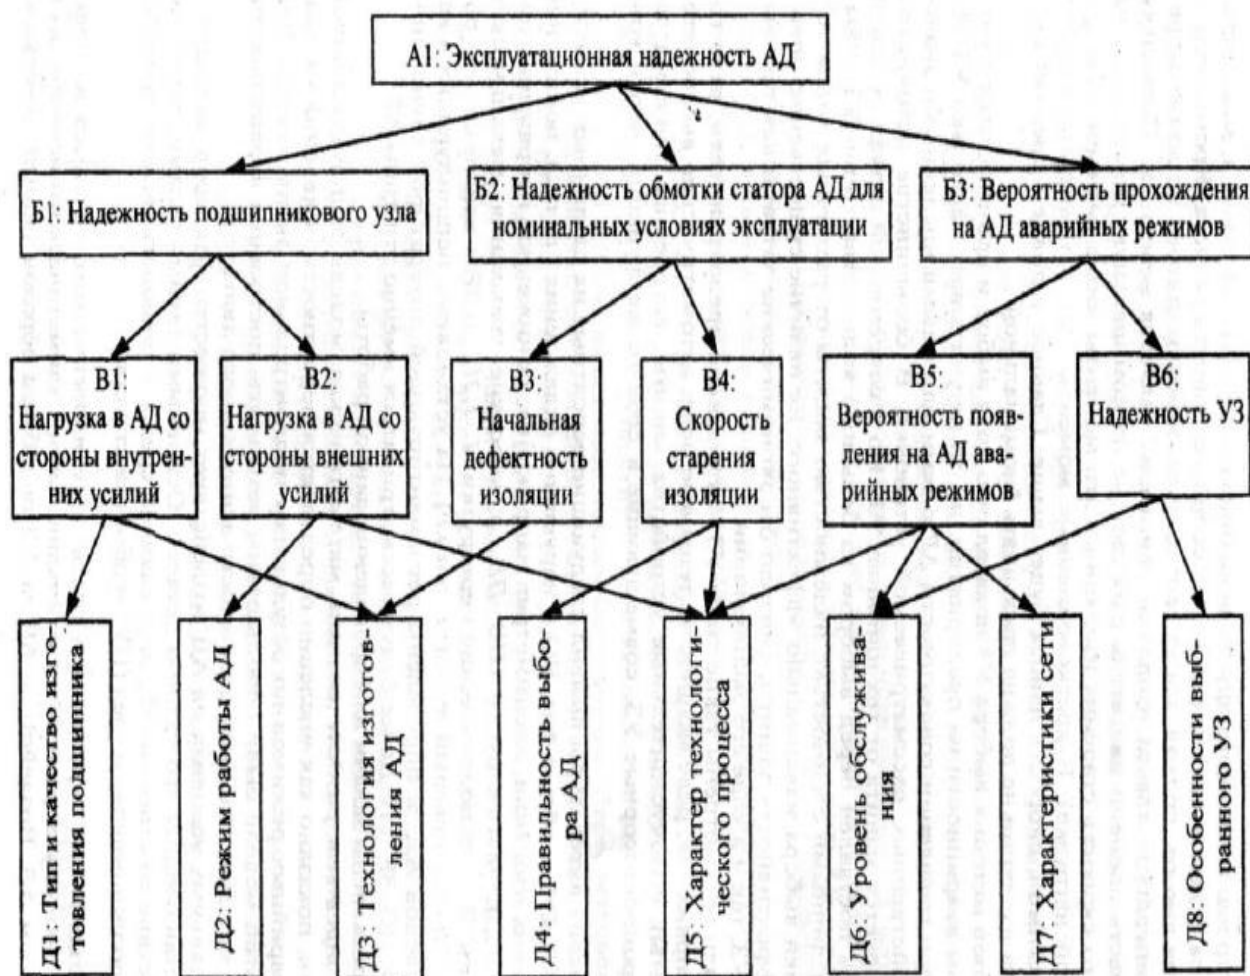 А1: Эксплуатационная надежность АД
Б1: Надежность подшипникового узла
Б2: Надежность обмотки статора АД для
номинальных условиях эксплуатации
Б3: Вероятность прохождения
на АД аварийных режимов
В1:
Нагрузка в АД со
стороны внутрен-
них усилий
В2:
Нагрузка в АД со
стороны внешних
усилий
В3:
Начальная
дефектность
изоляции
В4:
Скорость
старения
изоляции
В5:
Вероятность появ-
ления на АД ава-
рийных режимов
В6:
Надежность УЗ
Д1: Тип и качество изго-
товления подшипника
Д2: Режим работы АД
Д3: Технология изготов-
ления АД
Д4: Правильность выбо-
ра АД
Д5: Характер технологи-
ческого процесса
Д6: Уровень обслужива-
ния
Д7: Характеристики сети
Д8: Особенности выб-
ранного УЗ